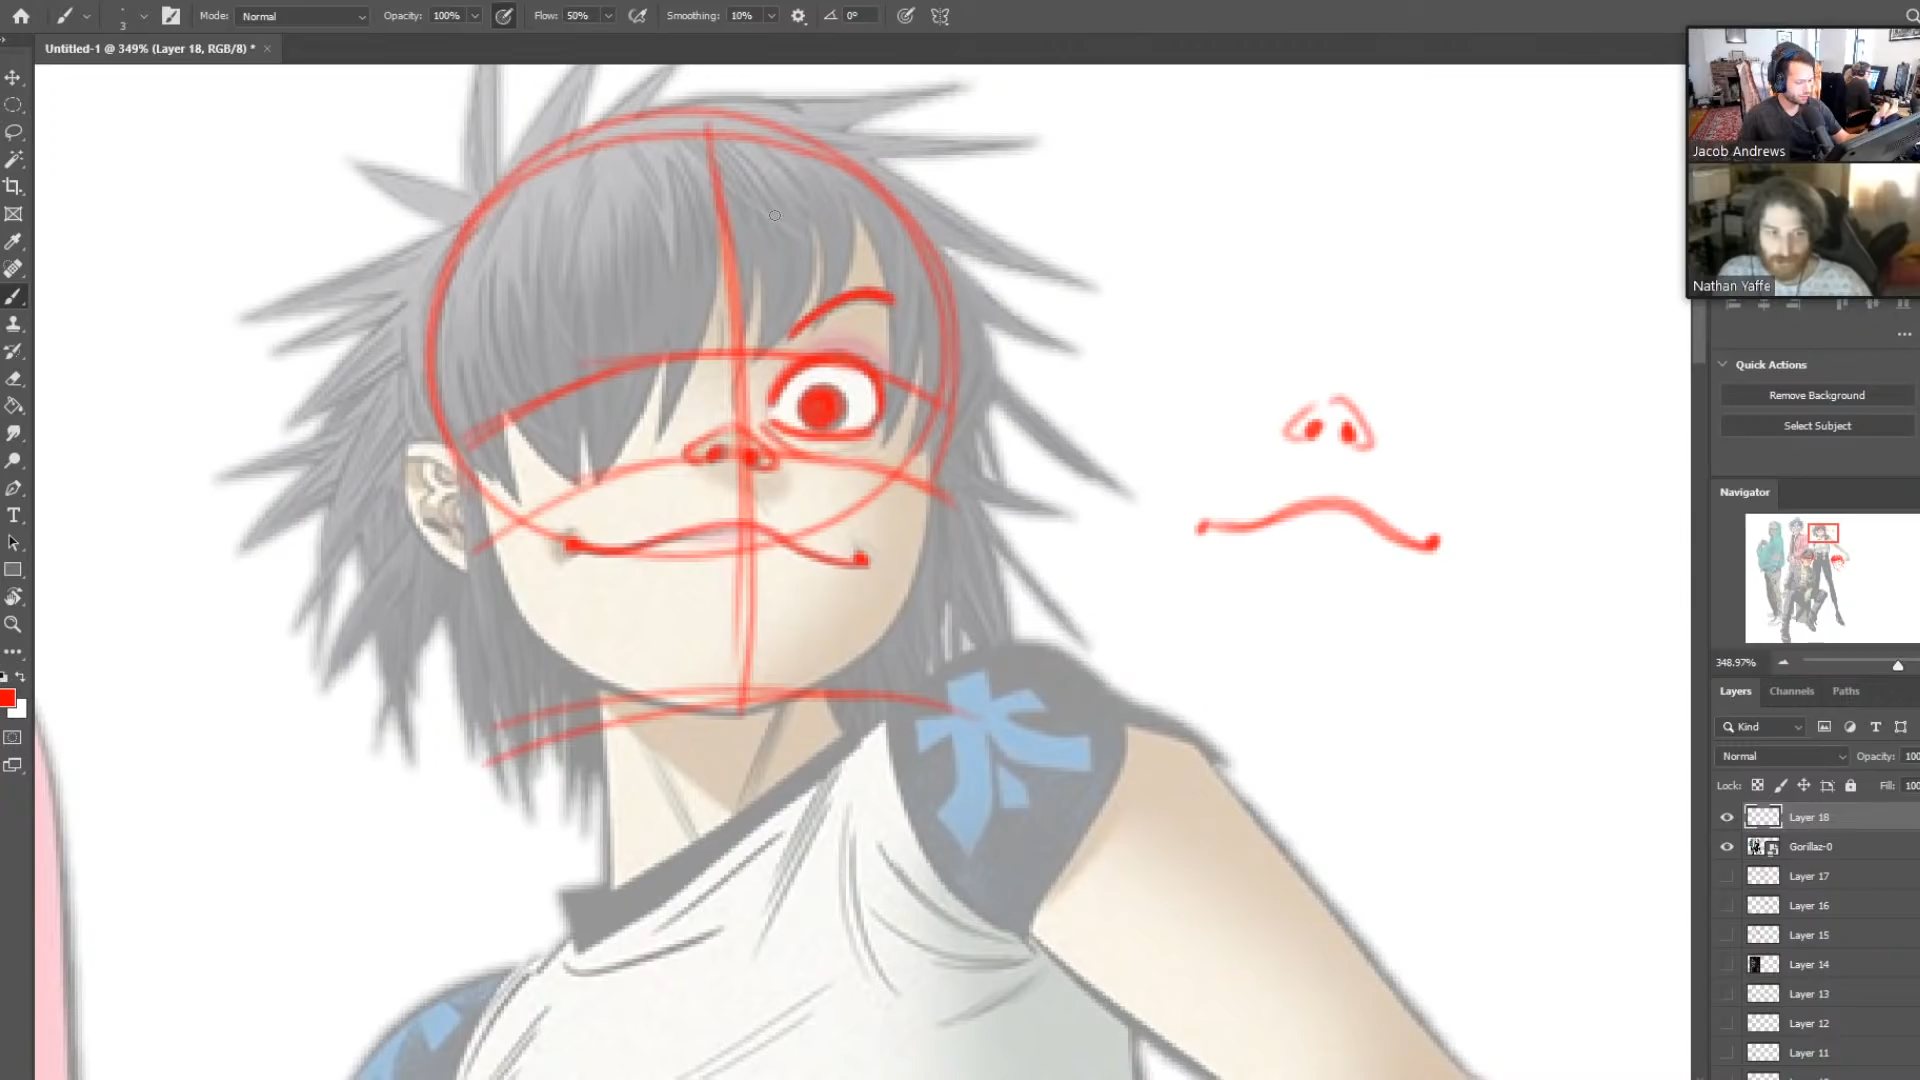 3
Mode: Normal
Opacity: 100%
Flow: 50%
Smoothing: 10%
0°
Untitled-1 @ 349% (Layer 18, RGB/8) *
Jacob Andrews
Nathan Yaffe
Quick Actions
Remove Background
Select Subject
Navigator
348.97%
Layers Channels Paths
Kind
Normal Opacity: 100
Lock: Fill: 100
Layer 18
Gorillaz-0
Layer 17
Layer 16
Layer 15
Layer 14
Layer 13
Layer 12
Layer 11